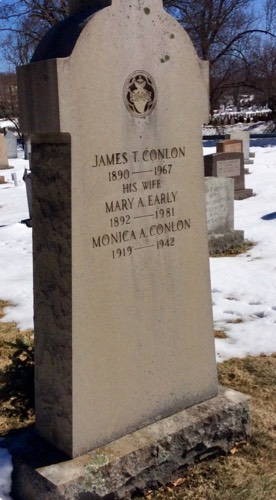 JAMES T. CONLON
1890——1967
HIS WIFE
MARY A. EARLY
1892——1981
MONICA A. CONLON
1919——1942